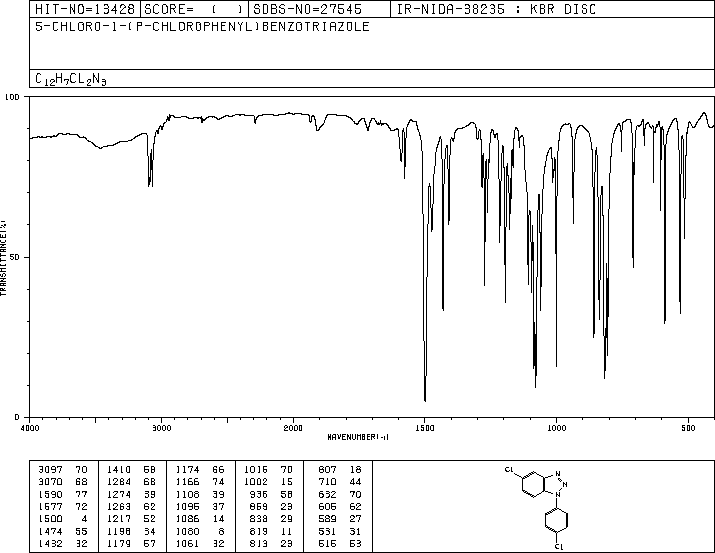 HIT-NO=13428 SCORE= ( ) SDBS-NO=27545 IR-NIDA-38235 : KBR DISC
5-CHLORO-1-(P-CHLOROPHENYL)BENZOTRIAZOLE
C12H7CL2N3
100
50
0
TRANSMITTANCE(%)
4000 3000 2000 1500 1000 500
WAVENUMBER(-1)
3097 70 1410 58 1174 66 1016 70 807 18
3070 68 1284 68 1166 74 1002 15 710 44
1590 77 1274 39 1108 39 936 58 632 70
1577 72 1263 62 1096 37 859 23 606 62
1500 4 1217 52 1086 14 838 29 589 27
1474 55 1198 34 1080 8 819 11 531 31
1432 32 1179 57 1061 32 813 29 516 53
Cl
N
N
N
Cl